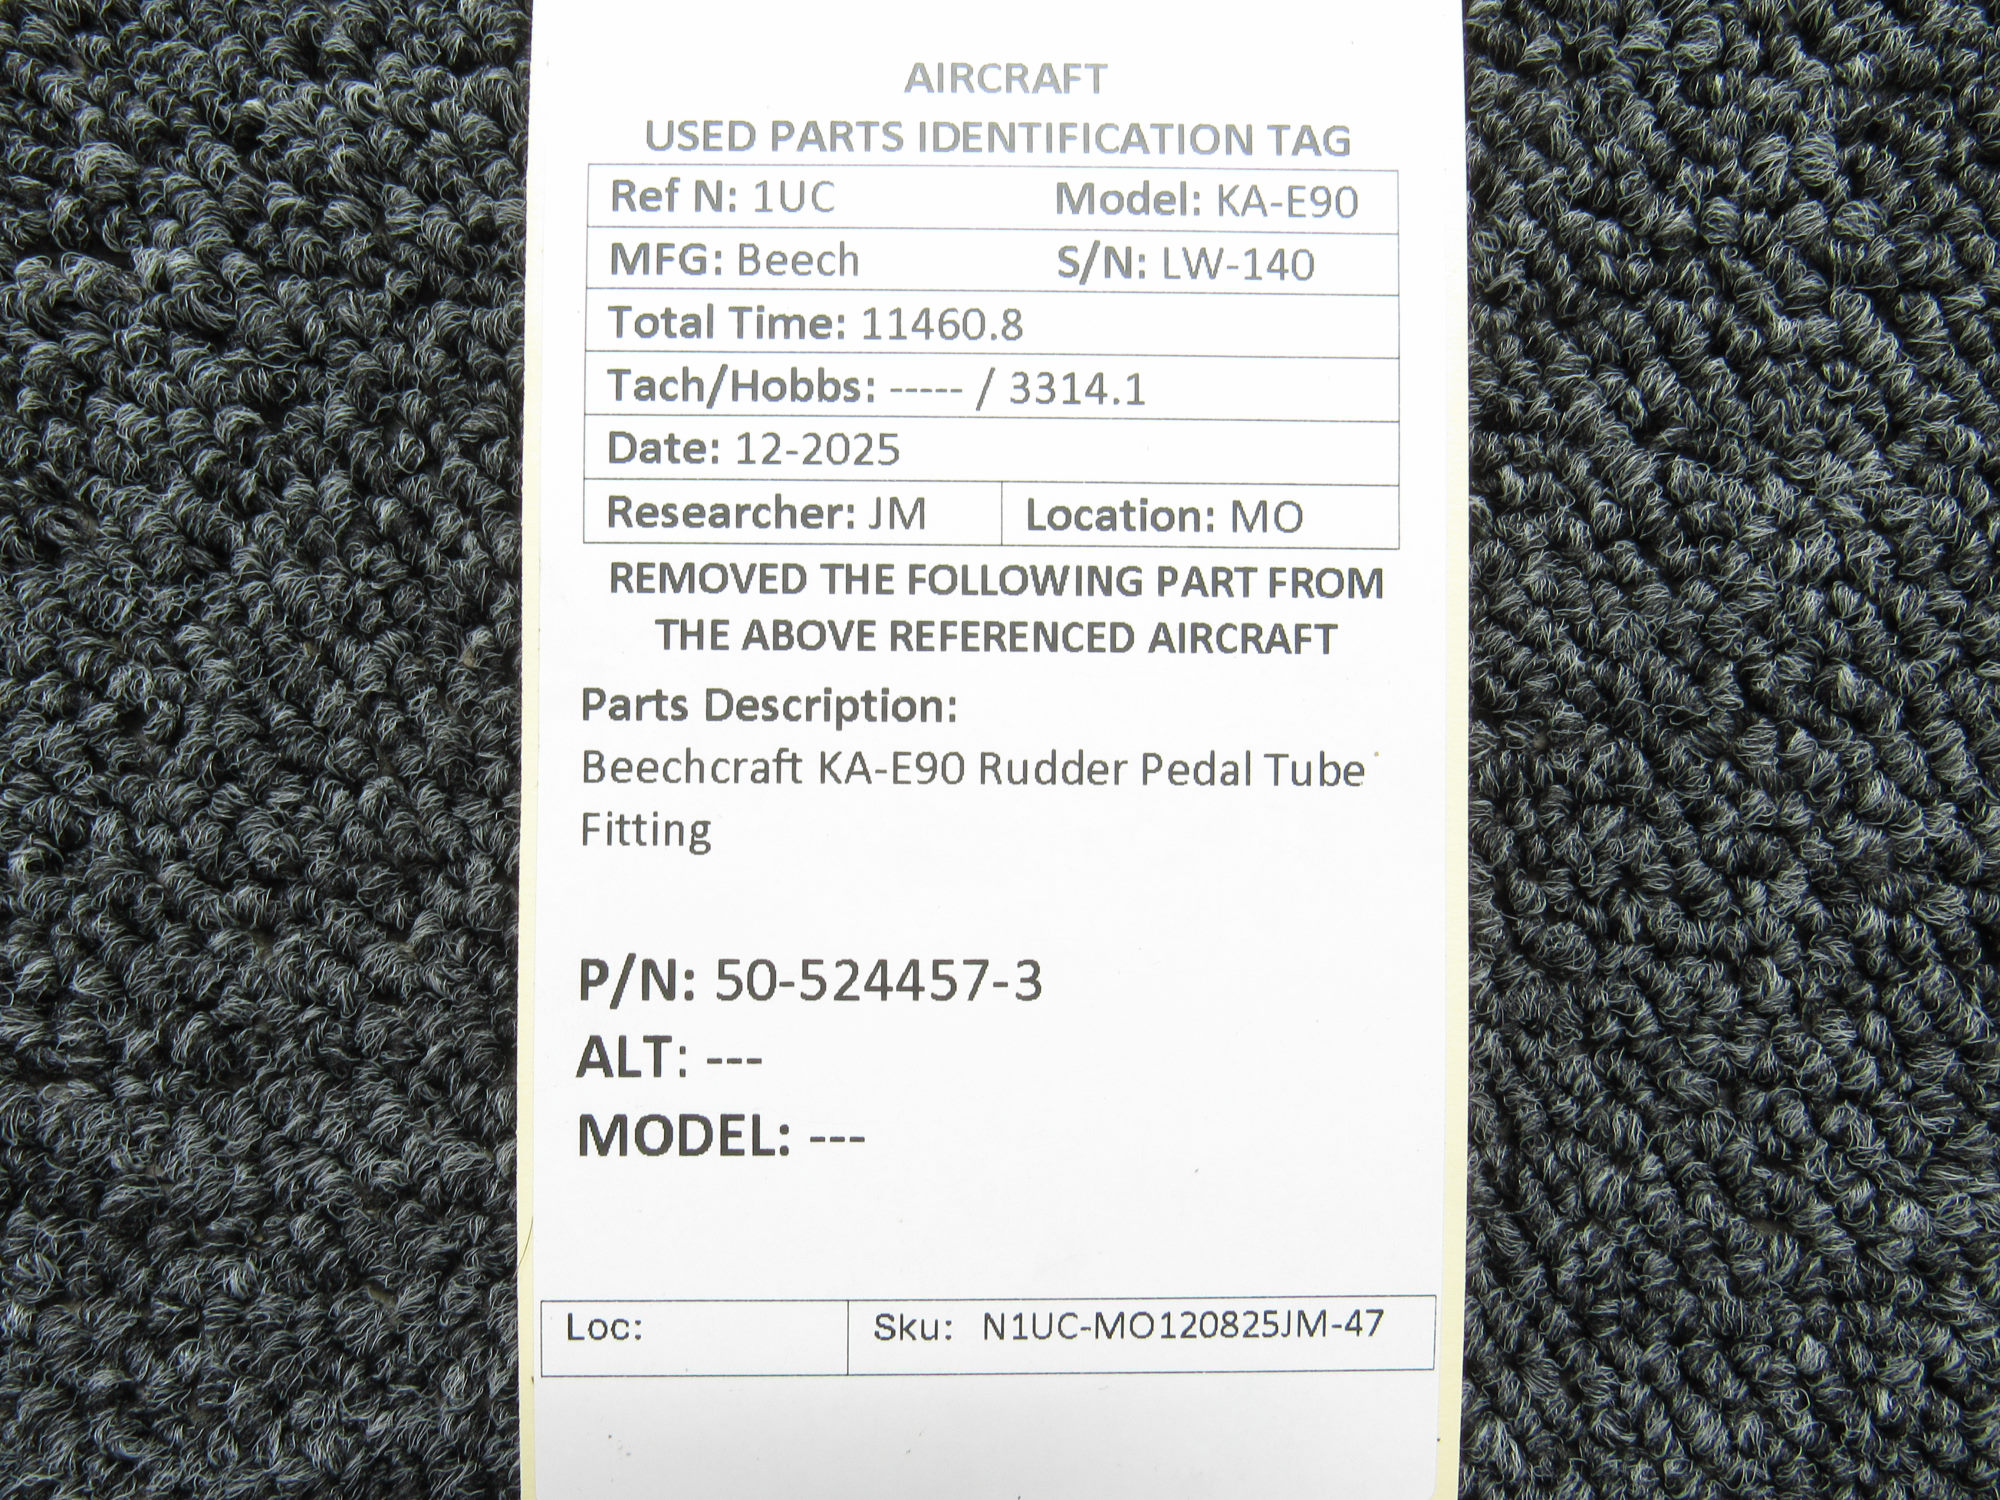 AIRCRAFT
USED PARTS IDENTIFICATION TAG
Ref N: 1UC Model: KA-E90
MFG: Beech S/N: LW-140
Total Time: 11460.8
Tach/Hobbs: ----- / 3314.1
Date: 12-2025
Researcher: JM Location: MO
REMOVED THE FOLLOWING PART FROM
THE ABOVE REFERENCED AIRCRAFT
Parts Description:
Beechcraft KA-E90 Rudder Pedal Tube
Fitting
P/N: 50-524457-3
ALT: ---
MODEL: ---
Loc: Sku: N1UC-MO120825JM-47